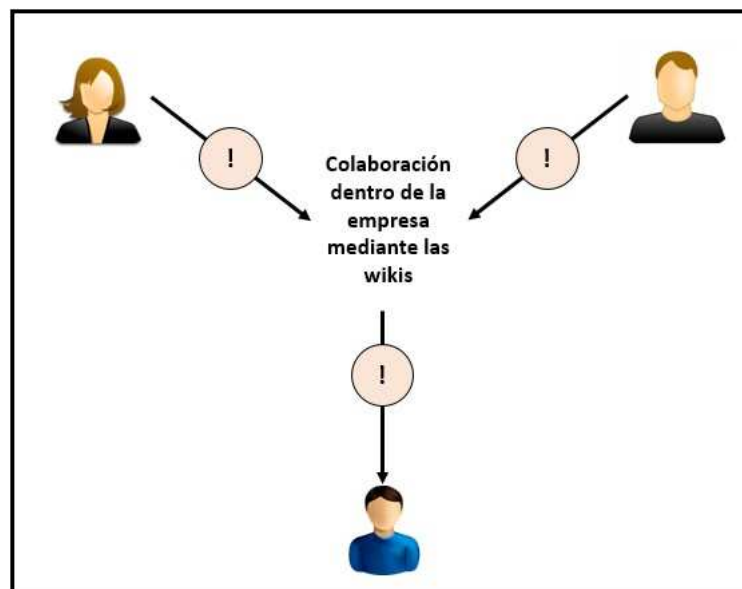 !
!
Colaboración
dentro de la
empresa
mediante las
wikis
!